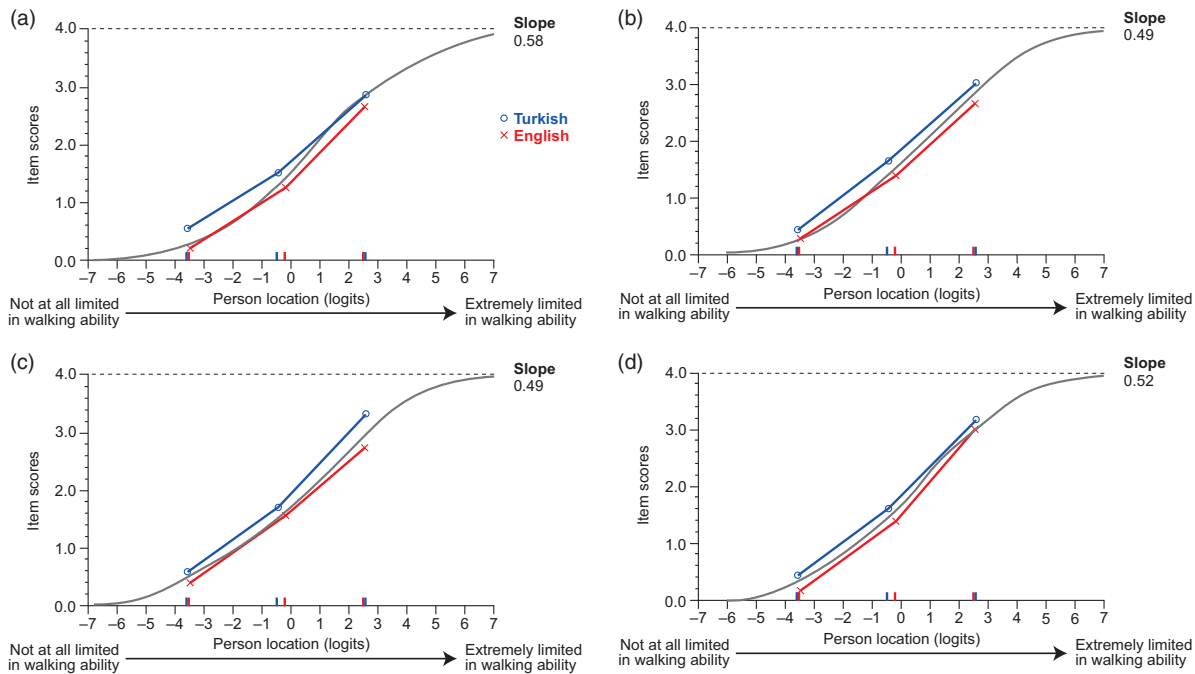 (a)
Slope
0.58
4.0
3.0
2.0
1.0
0.0
Item scores
Turkish
English
–7 –6 –5 –4 –3 –2 –1 0 1 2 3 4 5 6 7
Person location (logits)
Not at all limited
in walking ability
Extremely limited
in walking ability
(b)
Slope
0.49
4.0
3.0
2.0
1.0
0.0
Item scores
–7 –6 –5 –4 –3 –2 –1 0 1 2 3 4 5 6 7
Person location (logits)
Not at all limited
in walking ability
Extremely limited
in walking ability
(c)
Slope
0.49
4.0
3.0
2.0
1.0
0.0
Item scores
–7 –6 –5 –4 –3 –2 –1 0 1 2 3 4 5 6 7
Person location (logits)
Not at all limited
in walking ability
Extremely limited
in walking ability
(d)
Slope
0.52
4.0
3.0
2.0
1.0
0.0
Item scores
–7 –6 –5 –4 –3 –2 –1 0 1 2 3 4 5 6 7
Person location (logits)
Not at all limited
in walking ability
Extremely limited
in walking ability